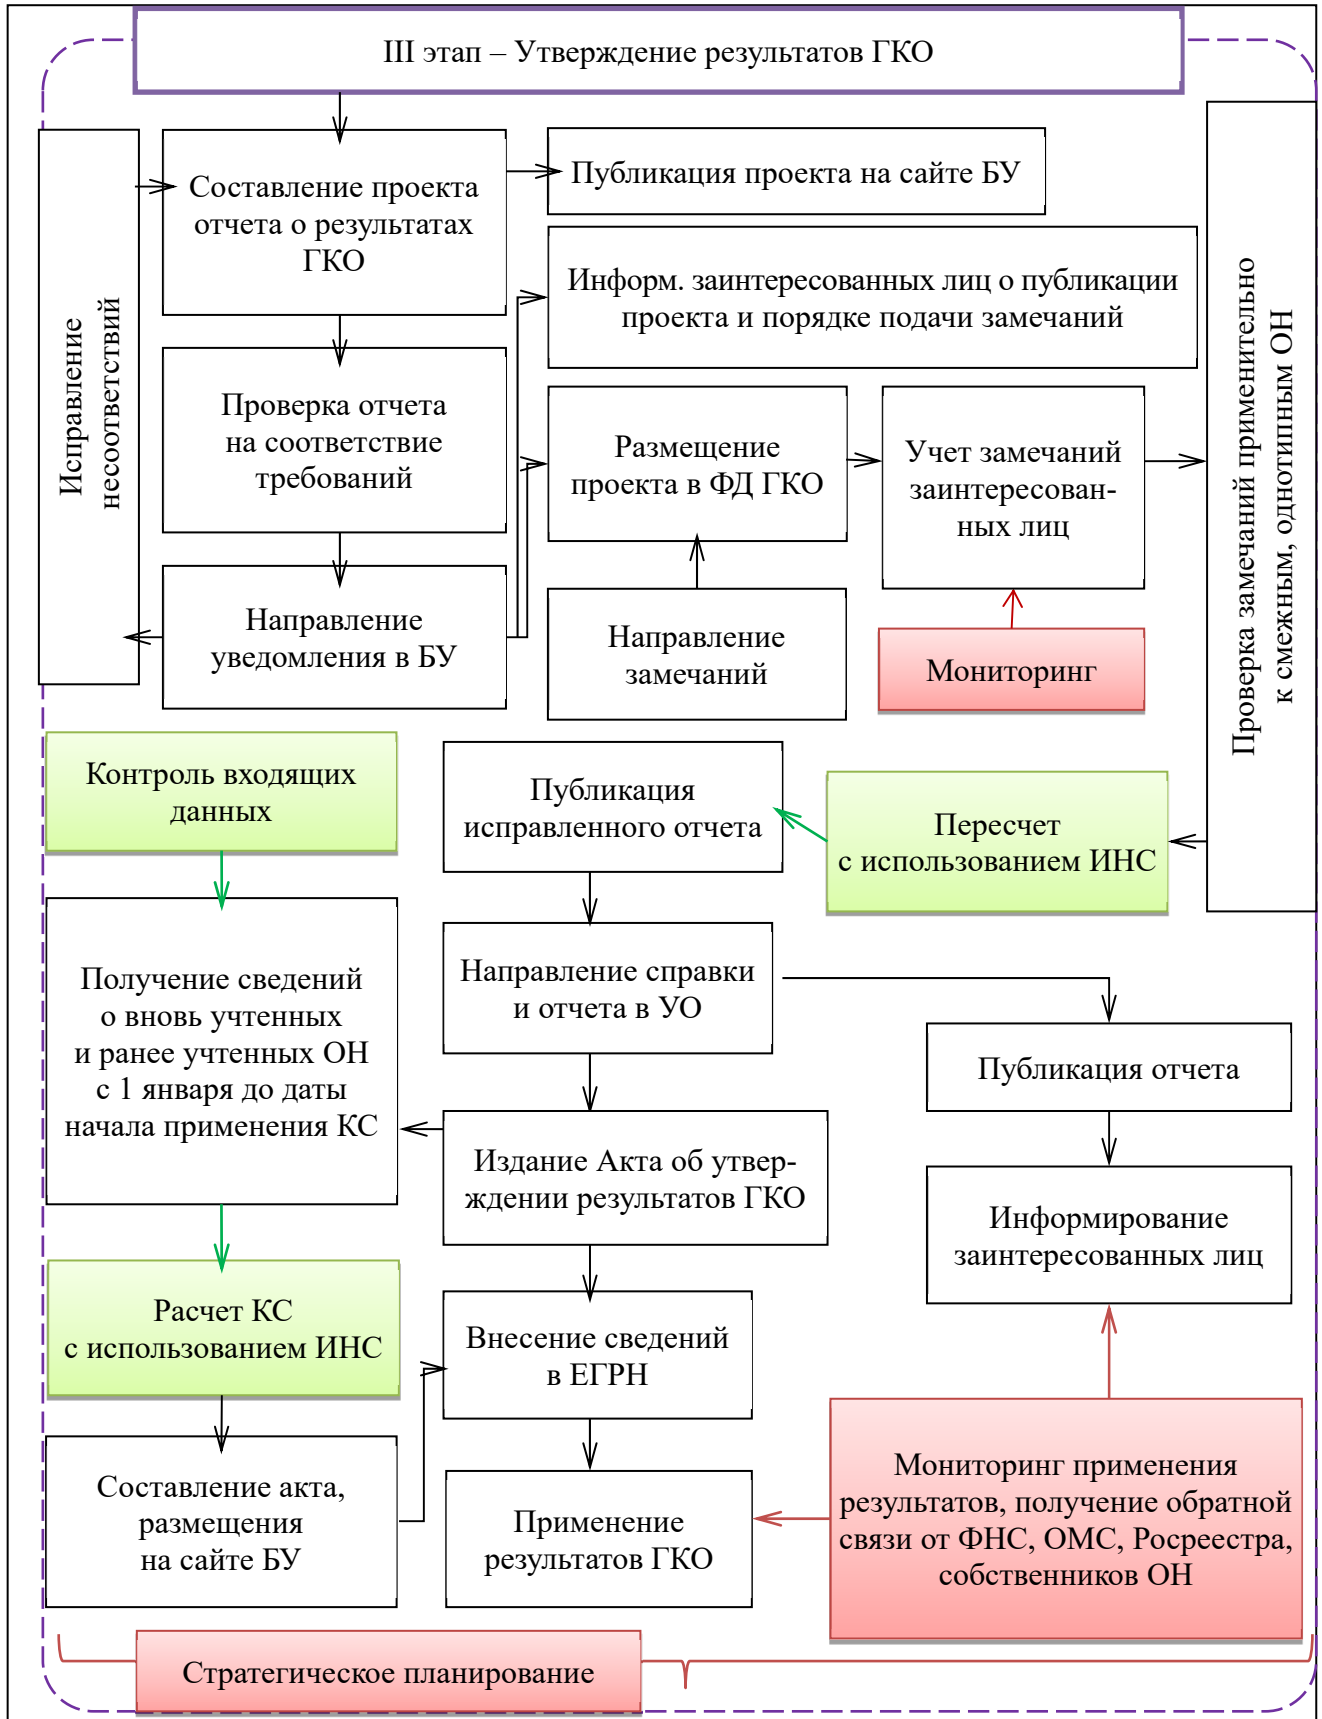 III этап – Утверждение результатов ГКО
Исправление
несоответствий
Составление проекта
отчета о результатах
ГКО
Публикация проекта на сайте БУ
Информ. заинтересованных лиц о публикации
проекта и порядке подачи замечаний
Проверка отчета
на соответствие
требований
Размещение
проекта в ФД ГКО
Учет замечаний
заинтересован-
ных лиц
Проверка замечаний применительно
к смежным, однотипным ОН
Направление
уведомления в БУ
Направление
замечаний
Мониторинг
Контроль входящих
данных
Публикация
исправленного отчета
Пересчет
с использованием ИНС
Получение сведений
о вновь учтенных
и ранее учтенных ОН
с 1 января до даты
начала применения КС
Направление справки
и отчета в УО
Публикация отчета
Издание Акта об утвер-
ждении результатов ГКО
Информирование
заинтересованных лиц
Расчет КС
с использованием ИНС
Внесение сведений
в ЕГРН
Составление акта,
размещения
на сайте БУ
Применение
результатов ГКО
Мониторинг применения
результатов, получение обратной
связи от ФНС, ОМС, Росреестра,
собственников ОН
Стратегическое планирование